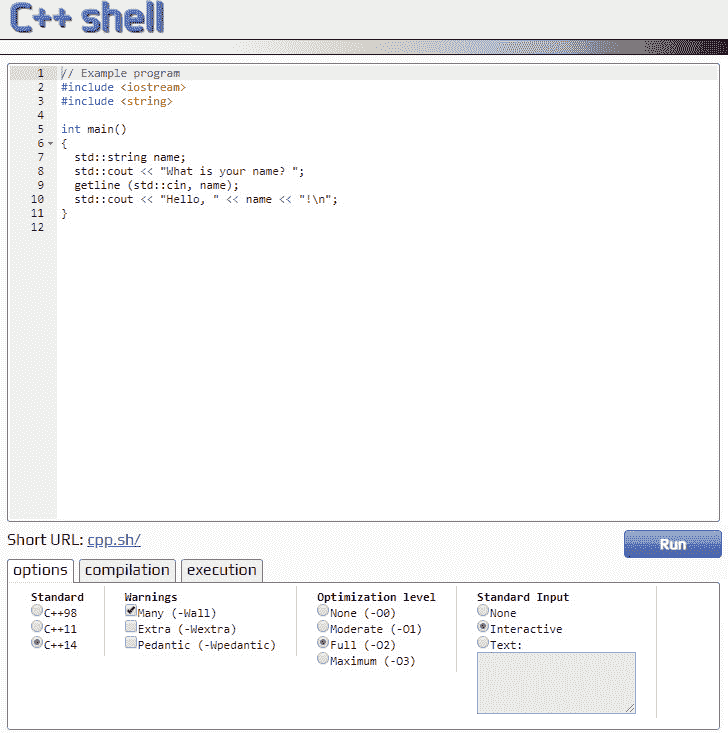 C++ shell
1 // Example program
2 #include <iostream>
3 #include <string>
4
5 int main()
6 {
7 std::string name;
8 std::cout << "What is your name? ";
9 getline (std::cin, name);
10 std::cout << "Hello, " << name << "!\n";
11 }
12
Short URL: cpp.sh/
Run
options compilation execution
Standard Warnings Optimization level Standard Input
C++98 Many (-Wall) None (-O0) None
C++11 Extra (-Wextra) Moderate (-O1) Interactive
C++14 Pedantic (-Wpedantic) Full (-O2) Text:
Maximum (-O3)